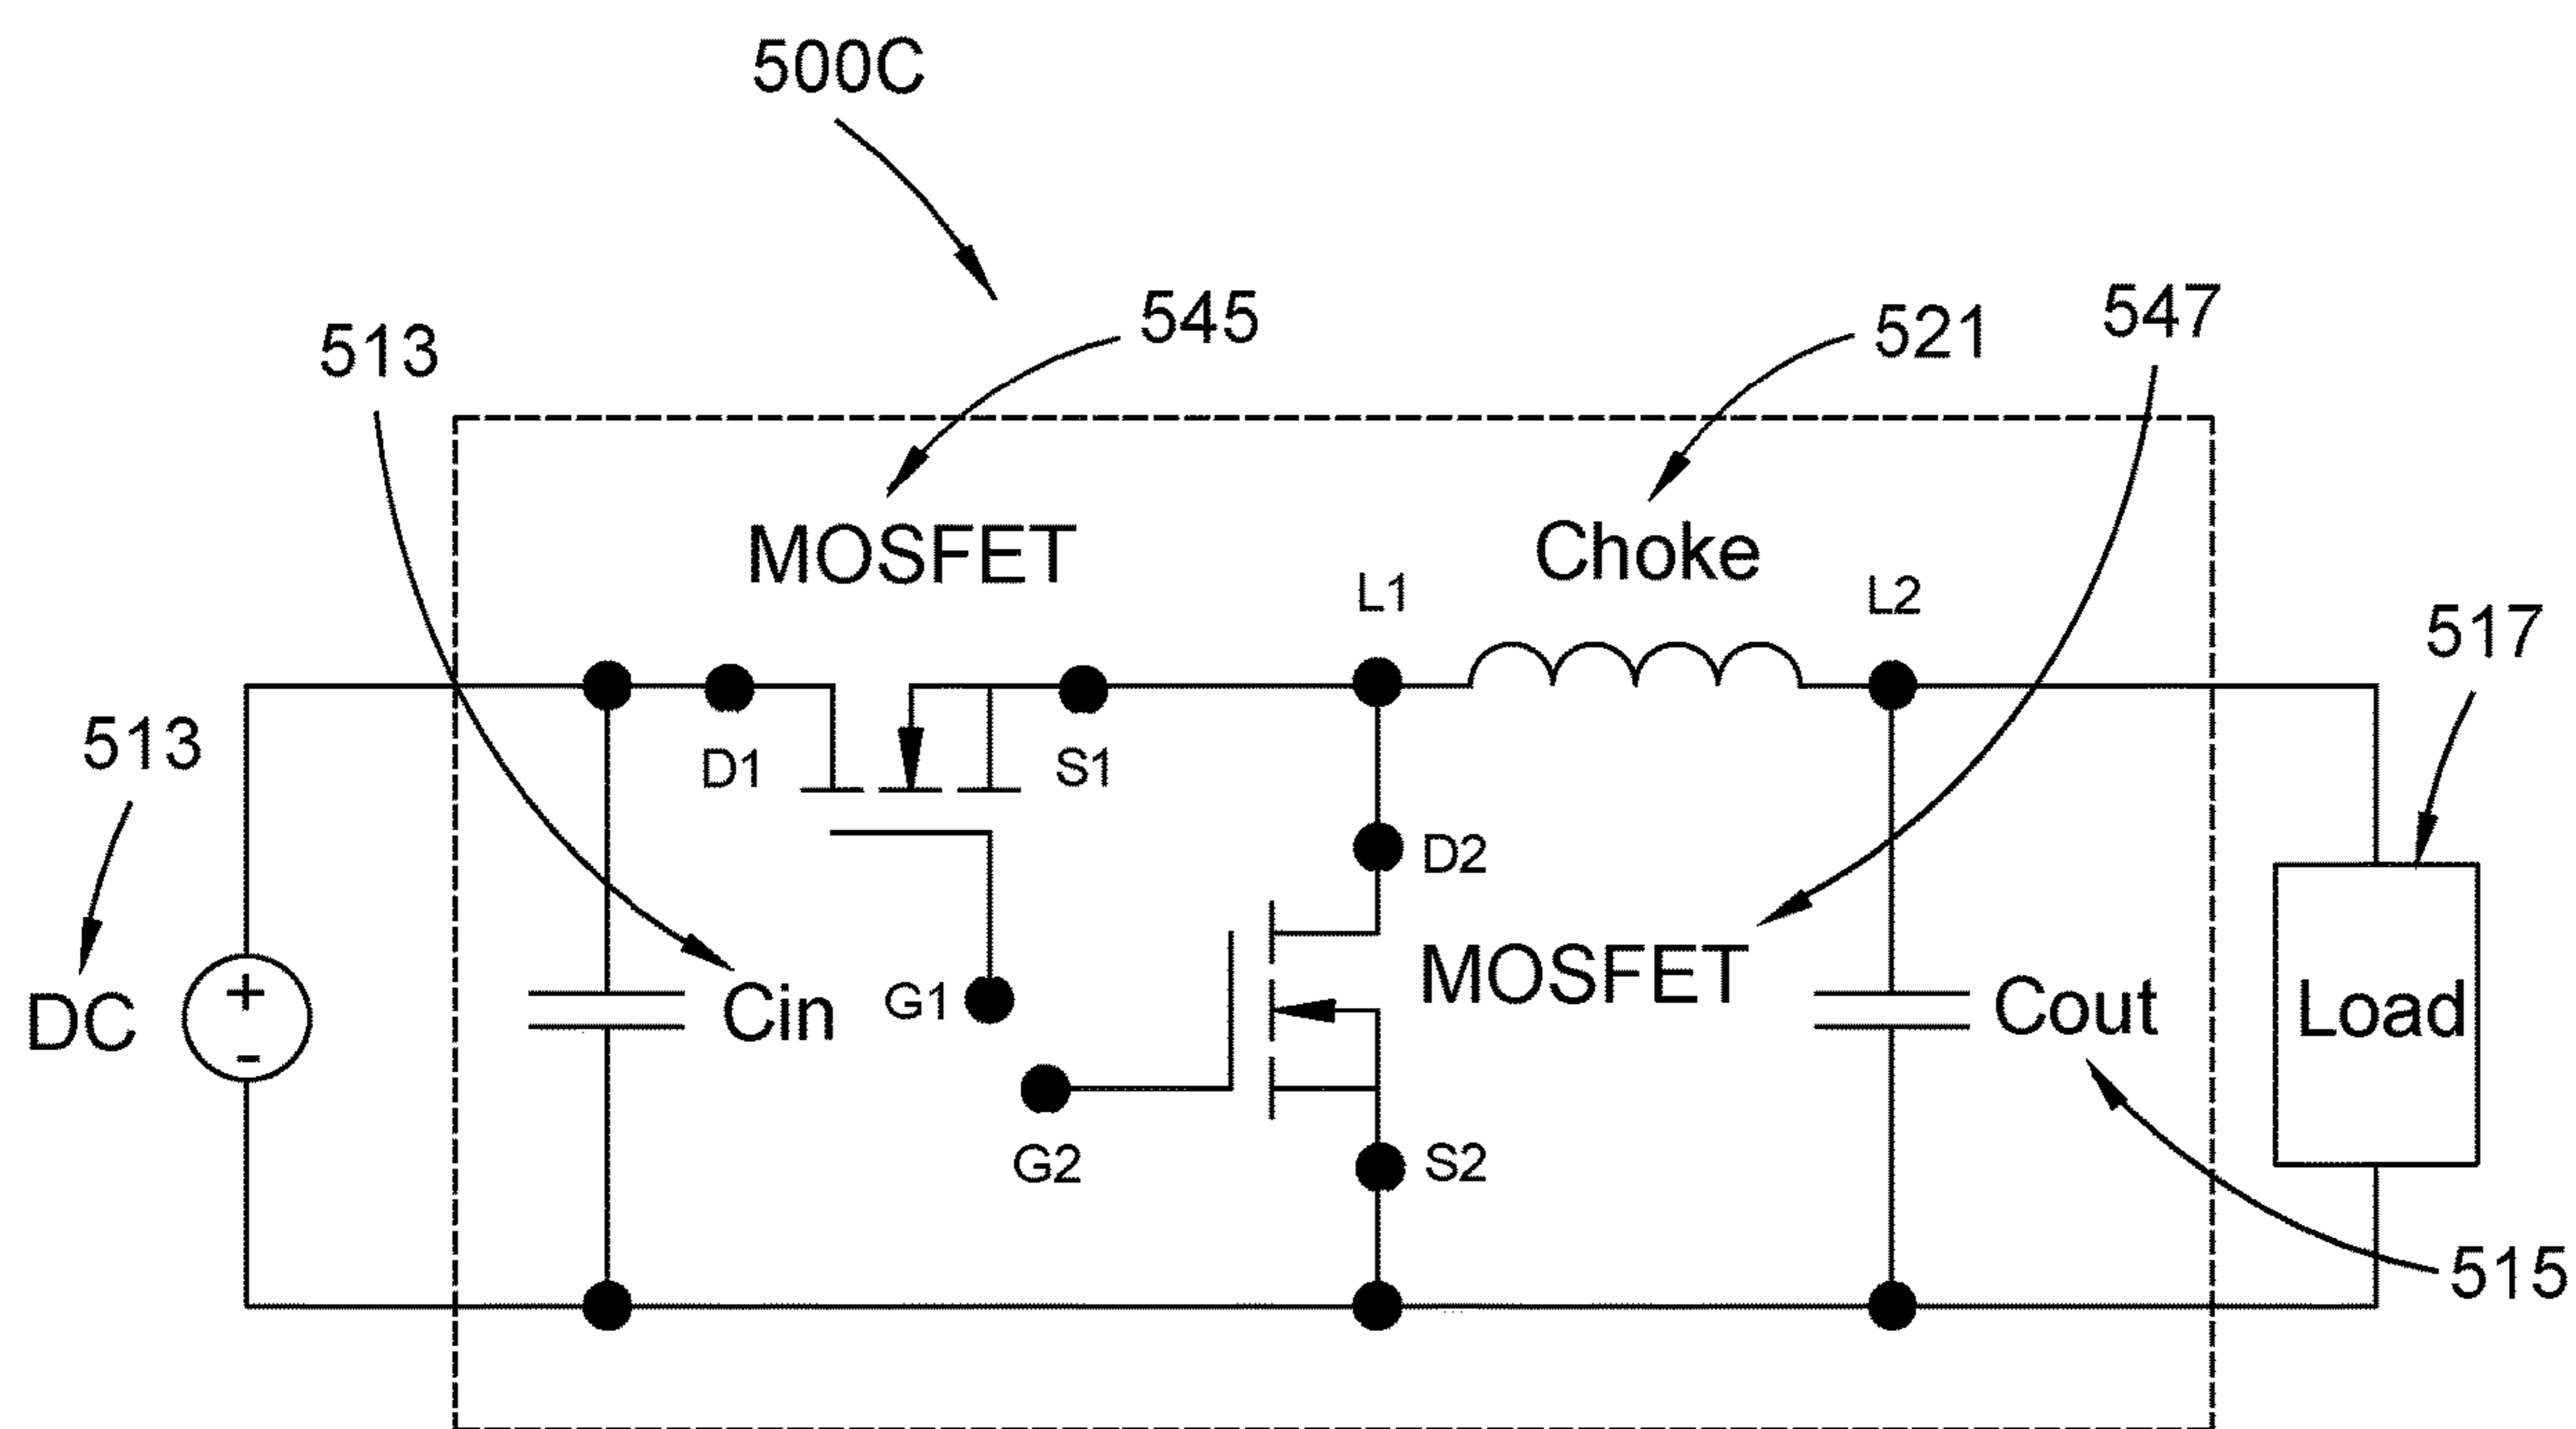 500C
545
521
547
513
MOSFET
Choke
L1
L2
517
513
D1
S1
D2
MOSFET
DC
+
-
Cin
G1
Cout
Load
G2
S2
515